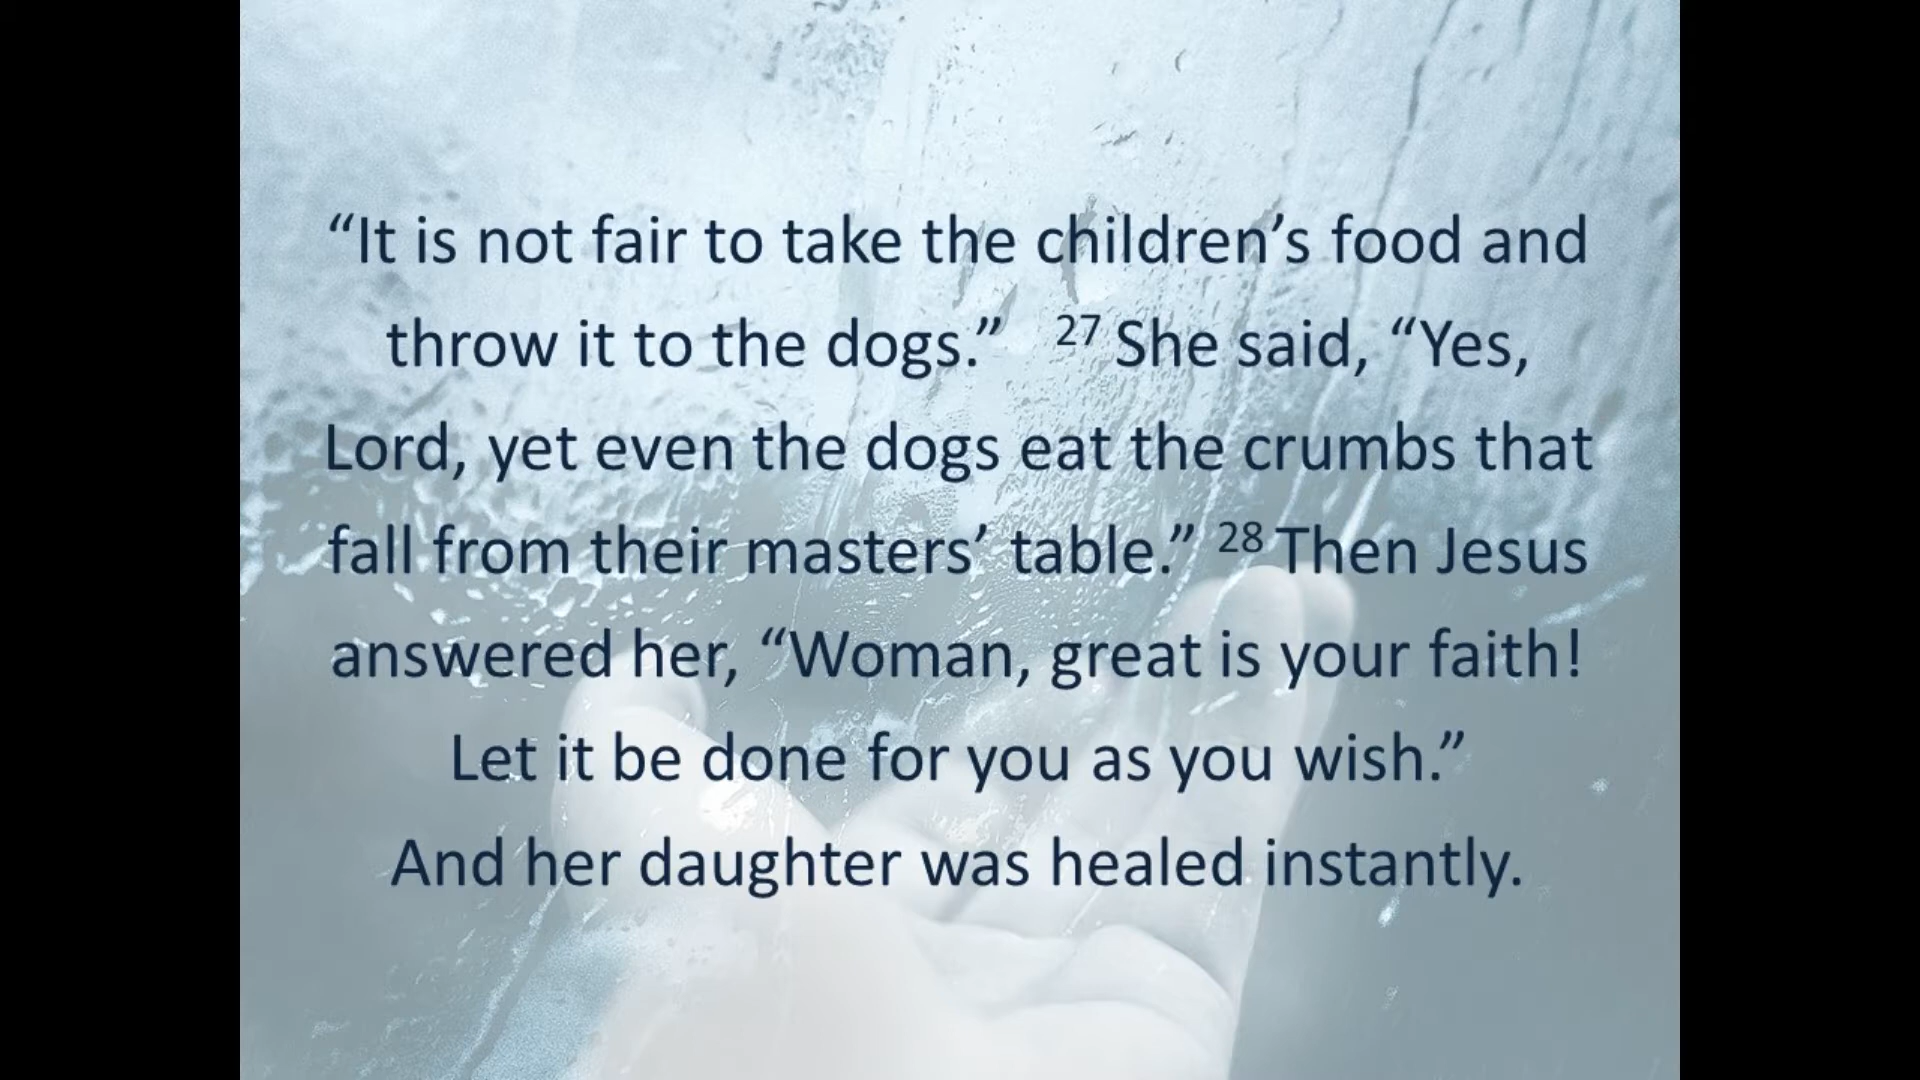 “It is not fair to take the children’s food and
throw it to the dogs.” 27 She said, “Yes,
Lord, yet even the dogs eat the crumbs that
fall from their masters’ table.” 28 Then Jesus
answered her, “Woman, great is your faith!
Let it be done for you as you wish.”
And her daughter was healed instantly.